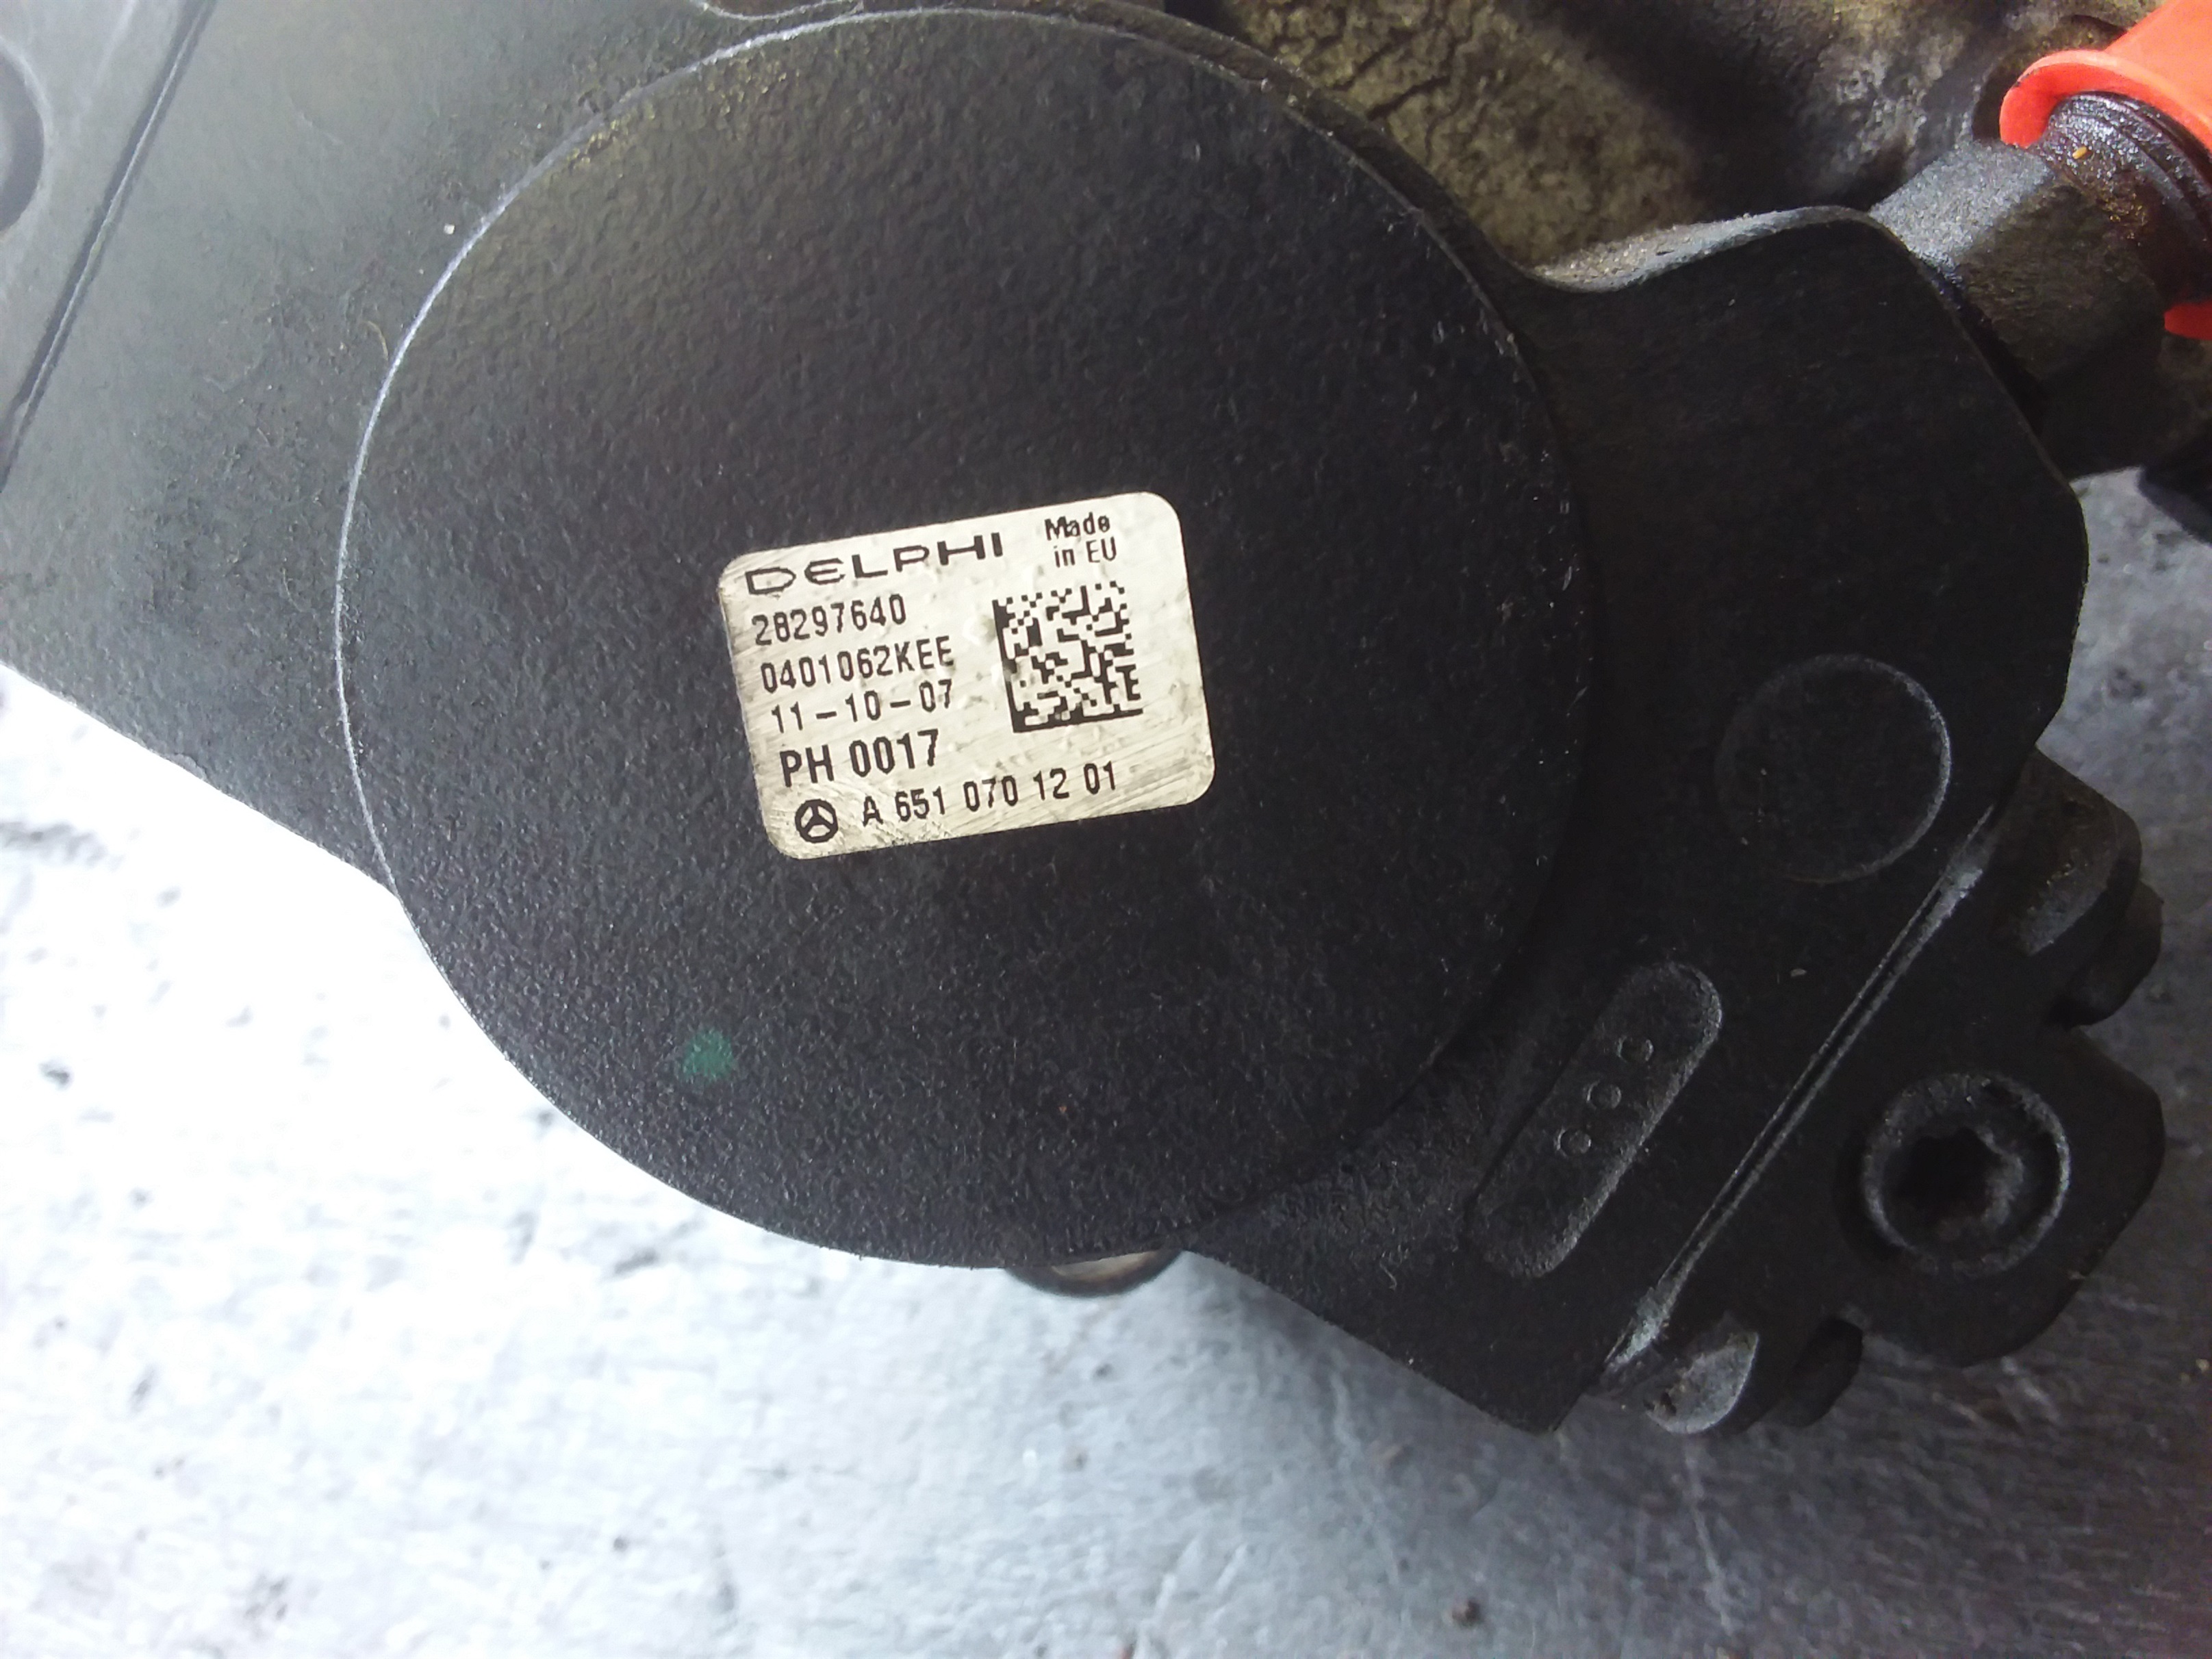 DELPHI
Made
in EU
28297640
0401062KEE
11-10-07
PH 0017
A 651 070 12 01